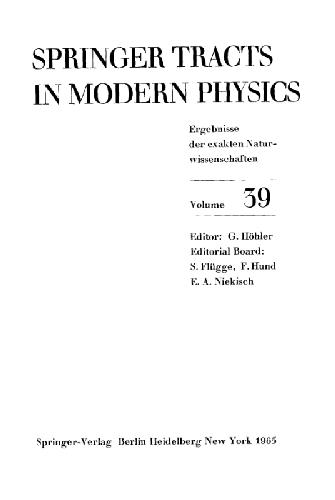 SPRINGER TRACTS
IN MODERN PHYSICS
Ergebnisse
der exakten Natur-
wissenschaften
Volume 39
Editor: G. Höhler
Editorial Board:
S. Flügge, F. Hund
E. A. Niekisch
Springer-Verlag Berlin Heidelberg New York 1965